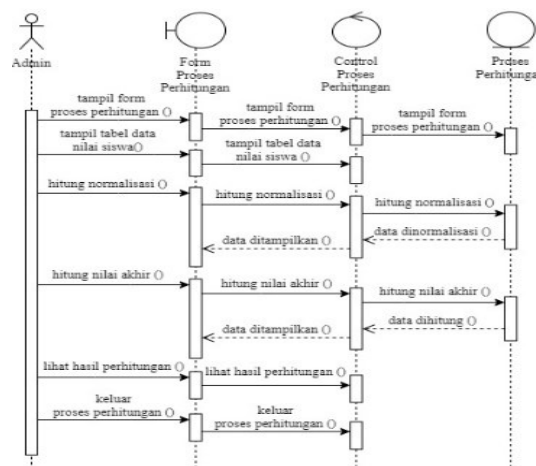 Admin
Form
Proses
Perhitungan
Control
Proses
Perhitungan
Proses
Perhitungan
tampil form
proses perhitungan ()
tampil form
proses perhitungan ()
tampil form
proses perhitungan ()
tampil tabel data
nilai siswa()
tampil tabel data
nilai siswa ()
hitung normalisasi ()
hitung normalisasi ()
hitung normalisasi ()
data ditampilkan ()
data dinormalisasi ()
hitung nilai akhir ()
hitung nilai akhir ()
hitung nilai akhir ()
data ditampilkan ()
data dihitung ()
lihat hasil perhitungan ()
lihat hasil perhitungan ()
keluar
proses perhitungan ()
keluar
proses perhitungan ()